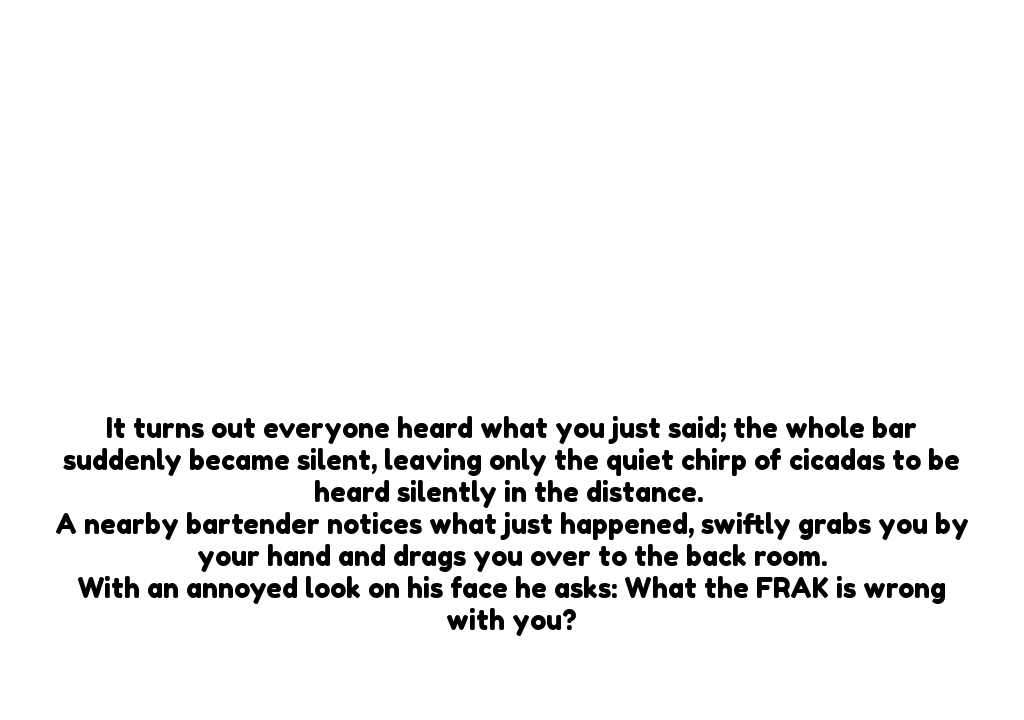 It turns out everyone heard what you just said; the whole bar
suddenly became silent, leaving only the quiet chirp of cicadas to be
heard silently in the distance.
A nearby bartender notices what just happened, swiftly grabs you by
your hand and drags you over to the back room.
With an annoyed look on his face he asks: What the FRAK is wrong
with you?